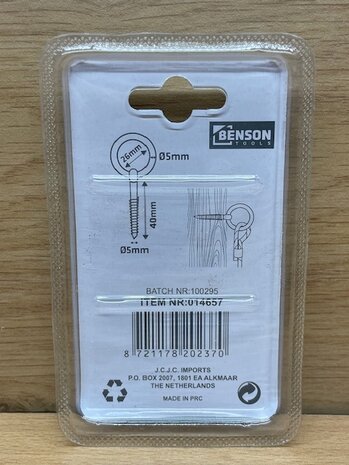 BENSON
TOOLS
26mm
Ø5mm
40mm
Ø5mm
BATCH NR:100295
ITEM NR:014657
8 721178 202370
J.C.J.C. IMPORTS
P.O. BOX 2007, 1801 EA ALKMAAR
THE NETHERLANDS
MADE IN PRC